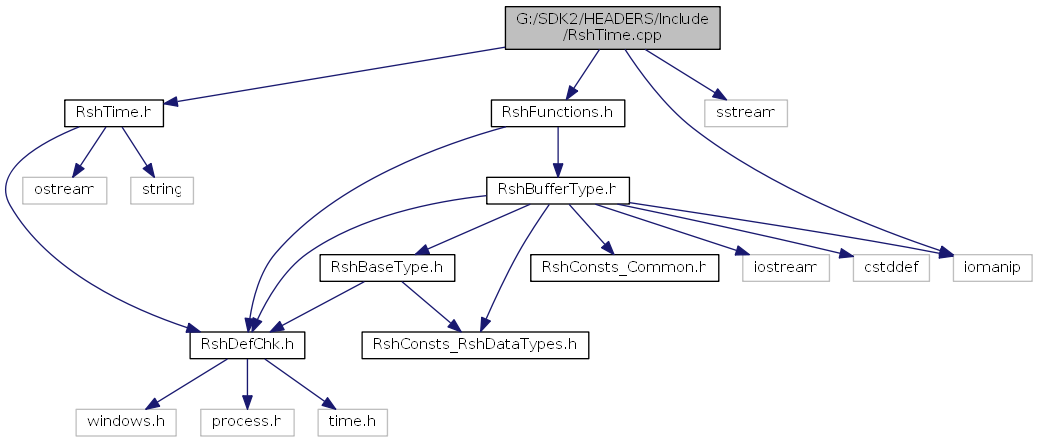 G:/SDK2/HEADERS/Include
/RshTime.cpp
RshTime.h
RshFunctions.h
sstream
ostream
string
RshBufferType.h
RshBaseType.h
RshConsts_Common.h
iostream
cstddef
iomanip
RshDefChk.h
RshConsts_RshDataTypes.h
windows.h
process.h
time.h